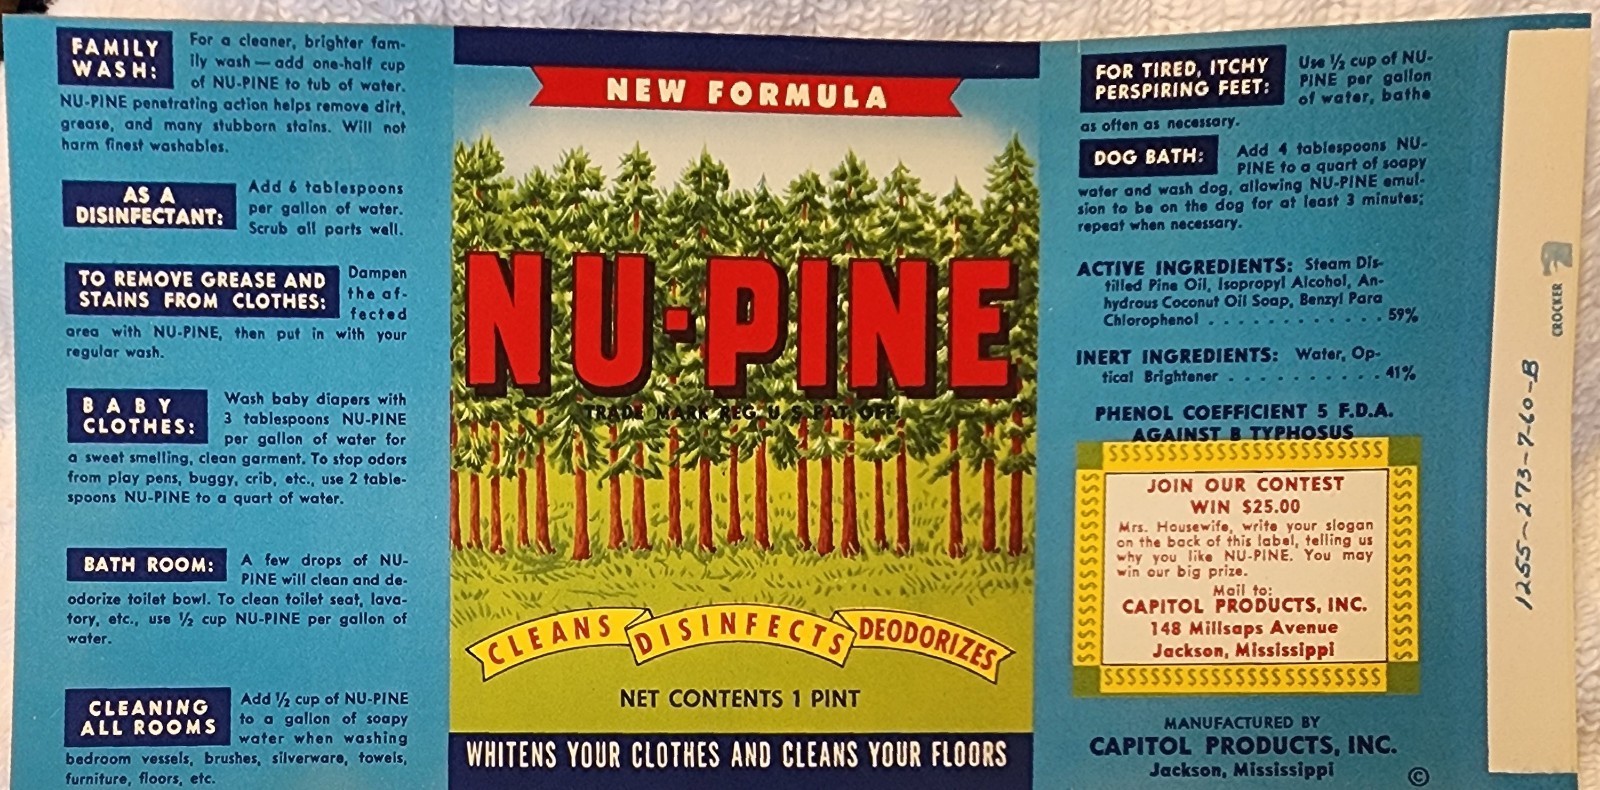 FAMILY
WASH:
For a cleaner, brighter fam-
ily wash — add one-half cup
of NU-PINE to tub of water.
NU-PINE penetrating action helps remove dirt,
grease, and many stubborn stains. Will not
harm finest washables.
AS A
DISINFECTANT:
Add 6 tablespoons
per gallon of water.
Scrub all parts well.
TO REMOVE GREASE AND
STAINS FROM CLOTHES:
Dampen
the af-
fected
area with NU-PINE, then put in with your
regular wash.
BABY
CLOTHES:
Wash baby diapers with
3 tablespoons NU-PINE
per gallon of water for
a sweet smelling, clean garment. To stop odors
from play pens, buggy, crib, etc., use 2 table-
spoons NU-PINE to a quart of water.
BATH ROOM:
A few drops of NU-
PINE will clean and de-
odorize toilet bowl. To clean toilet seat, lava-
tory, etc., use ½ cup NU-PINE per gallon of
water.
CLEANING
ALL ROOMS
Add ½ cup of NU-PINE
to a gallon of soapy
water when washing
bedroom vessels, brushes, silverware, towels,
furniture, floors, etc.
NEW FORMULA
NU-PINE
TRADE MARK REG. U. S. PAT. OFF.
CLEANS DISINFECTS DEODORIZES
NET CONTENTS 1 PINT
WHITENS YOUR CLOTHES AND CLEANS YOUR FLOORS
FOR TIRED, ITCHY
PERSPIRING FEET:
Use ½ cup of NU-
PINE per gallon
of water, bathe
as often as necessary.
DOG BATH:
Add 4 tablespoons NU-
PINE to a quart of soapy
water and wash dog, allowing NU-PINE emul-
sion to be on the dog for at least 3 minutes;
repeat when necessary.
ACTIVE INGREDIENTS: Steam Dis-
tilled Pine Oil, Isopropyl Alcohol, An-
hydrous Coconut Oil Soap, Benzyl Para
Chlorophenol . . . . . . . . . . . . 59%
INERT INGREDIENTS: Water, Op-
tical Brightener . . . . . . . . . . . 41%
PHENOL COEFFICIENT 5 F.D.A.
AGAINST B TYPHOSUS
JOIN OUR CONTEST
WIN $25.00
Mrs. Housewife, write your slogan
on the back of this label, telling us
why you like NU-PINE. You may
win our big prize.
Mail to:
CAPITOL PRODUCTS, INC.
148 Millsaps Avenue
Jackson, Mississippi
MANUFACTURED BY
CAPITOL PRODUCTS, INC.
Jackson, Mississippi
©
CROCKER
1255-273-7-60-B